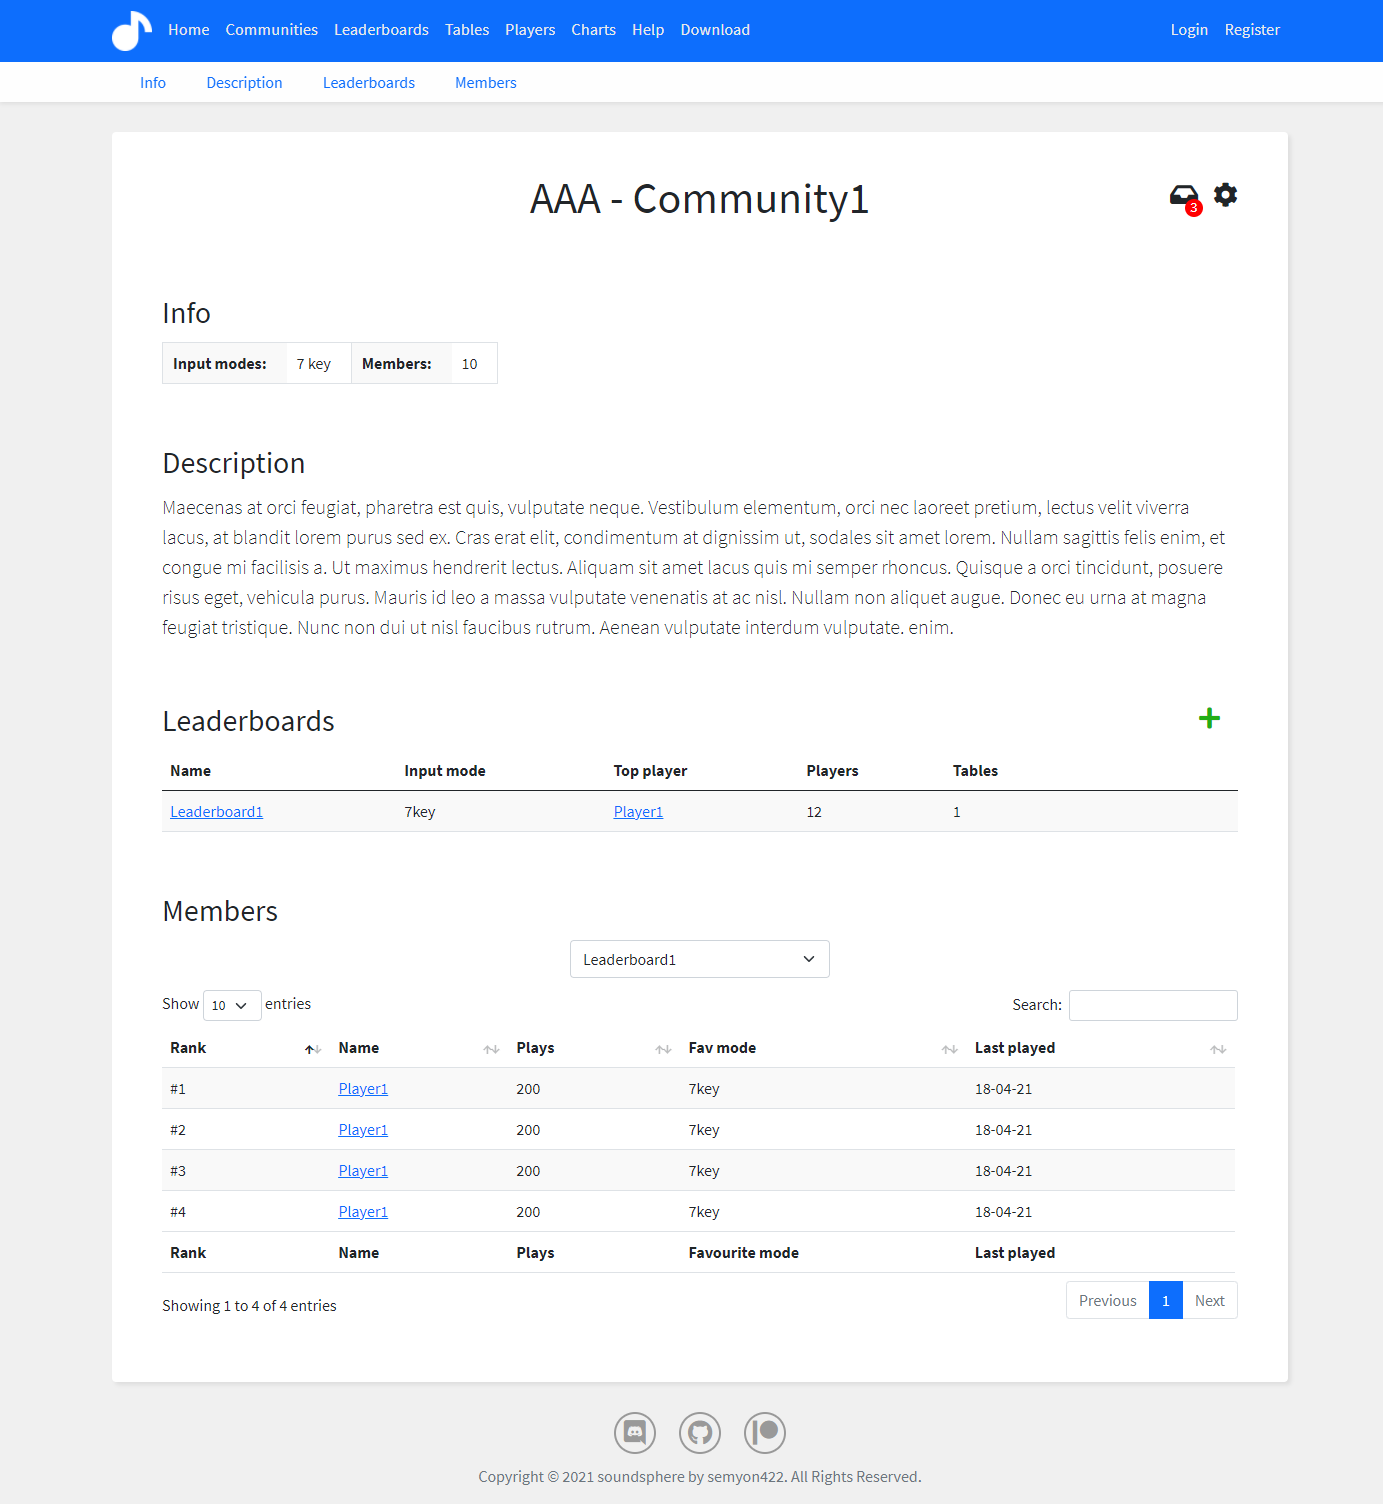 Home Communities Leaderboards Tables Players Charts Help Download Login Register
Info Description Leaderboards Members
AAA - Community1
3
Info
Input modes: 7 key Members: 10
Description
Maecenas at orci feugiat, pharetra est quis, vulputate neque. Vestibulum elementum, orci nec laoreet pretium, lectus velit viverra
lacus, at blandit lorem purus sed ex. Cras erat elit, condimentum at dignissim ut, sodales sit amet lorem. Nullam sagittis felis enim, et
congue mi facilisis a. Ut maximus hendrerit lectus. Aliquam sit amet lacus quis mi semper rhoncus. Quisque a orci tincidunt, posuere
risus eget, vehicula purus. Mauris id leo a massa vulputate venenatis at ac nisl. Nullam non aliquet augue. Donec eu urna at magna
feugiat tristique. Nunc non dui ut nisl faucibus rutrum. Aenean vulputate interdum vulputate. enim.
Leaderboards
Name Input mode Top player Players Tables
Leaderboard1 7key Player1 12 1
Members
Leaderboard1
Show 10 entries Search:
Rank Name Plays Fav mode Last played
#1 Player1 200 7key 18-04-21
#2 Player1 200 7key 18-04-21
#3 Player1 200 7key 18-04-21
#4 Player1 200 7key 18-04-21
Rank Name Plays Favourite mode Last played
Showing 1 to 4 of 4 entries Previous 1 Next
Copyright © 2021 soundsphere by semyon422. All Rights Reserved.